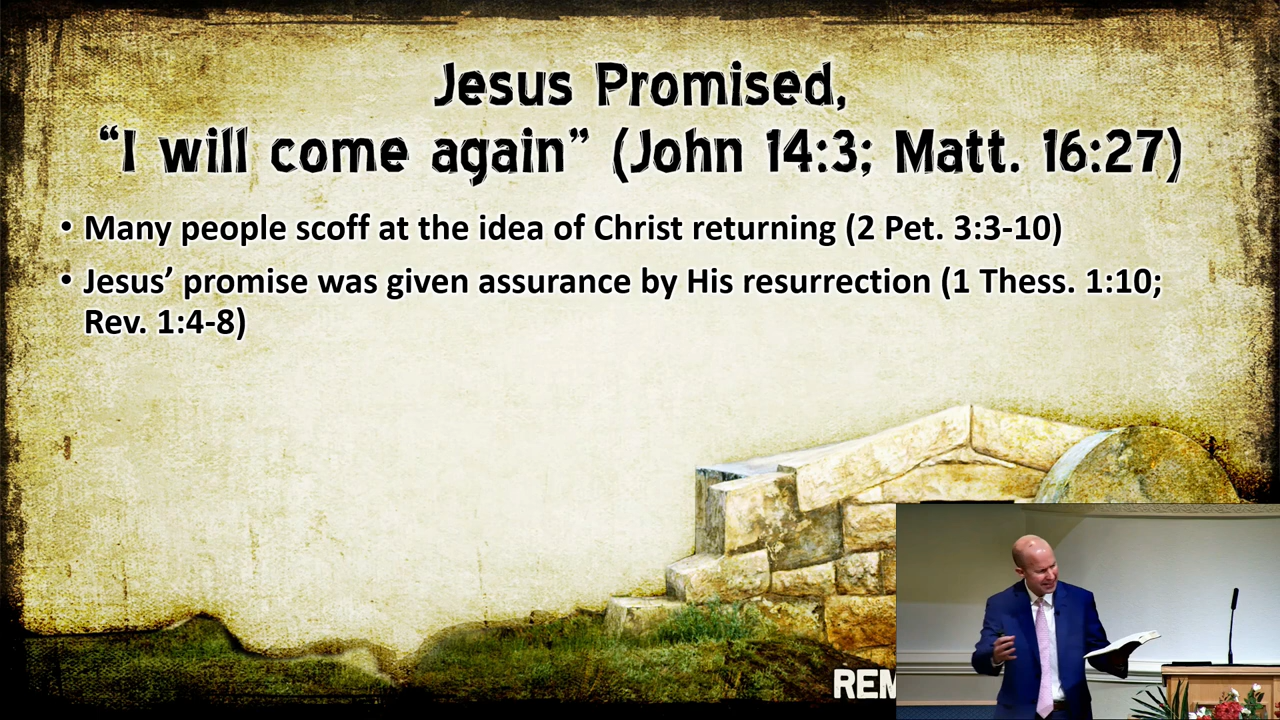 Jesus Promised,
“I will come again” (John 14:3; Matt. 16:27)
• Many people scoff at the idea of Christ returning (2 Pet. 3:3-10)
• Jesus’ promise was given assurance by His resurrection (1 Thess. 1:10;
Rev. 1:4-8)